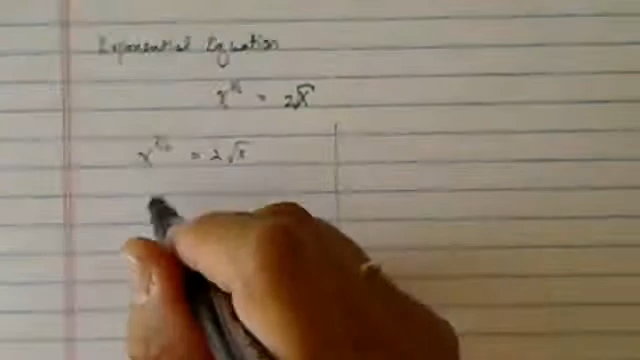 Exponential Equation
= 2√x
= 2√x